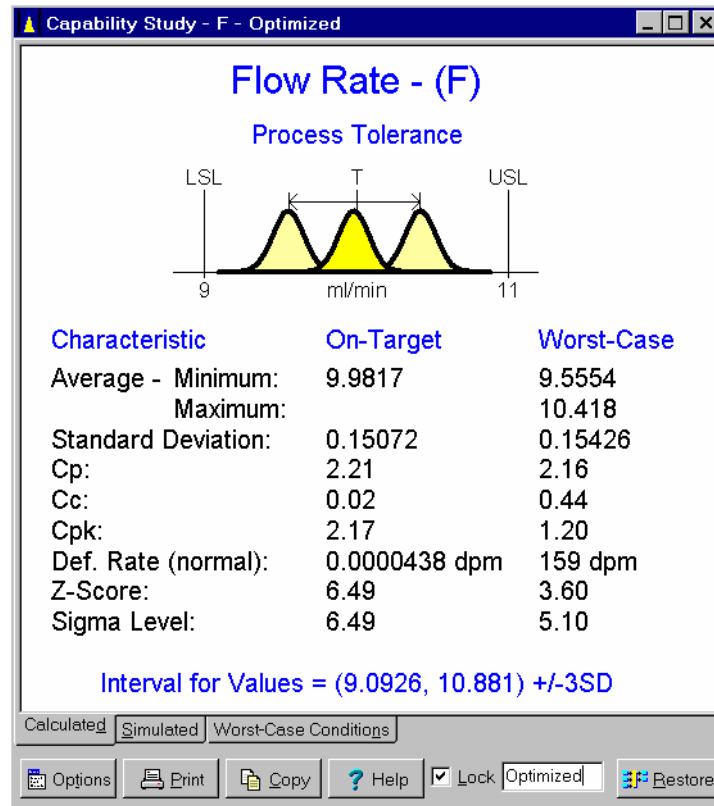 Capability Study - F - Optimized
Flow Rate - (F)
Process Tolerance
LSL T USL
9 ml/min 11
Characteristic On-Target Worst-Case
Average - Minimum: 9.9817 9.5554
Maximum: 10.418
Standard Deviation: 0.15072 0.15426
Cp: 2.21 2.16
Cc: 0.02 0.44
Cpk: 2.17 1.20
Def. Rate (normal): 0.0000438 dpm 159 dpm
Z-Score: 6.49 3.60
Sigma Level: 6.49 5.10
Interval for Values = (9.0926, 10.881) +/-3SD
Calculated Simulated Worst-Case Conditions
Options Print Copy ? Help Lock Optimized Restore